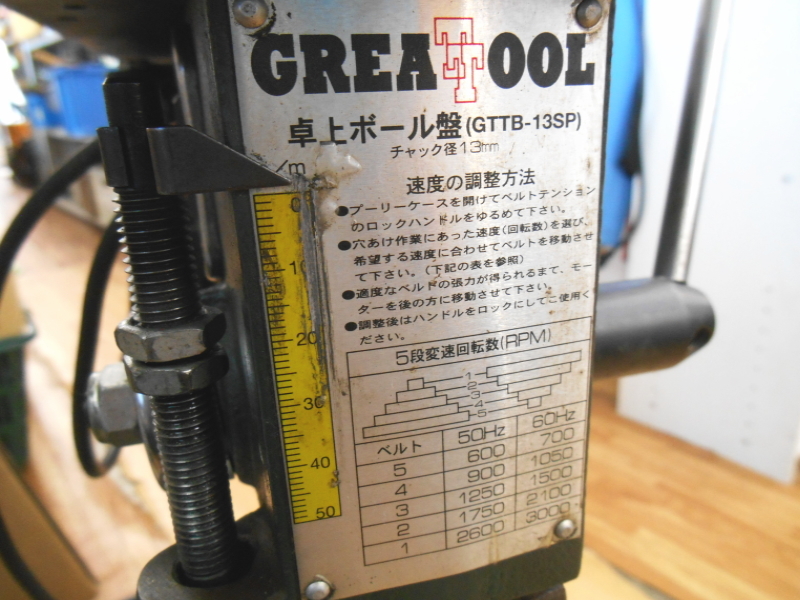 GREATOOL
卓上ボール盤(GTTB-13SP)
チャック径13mm
/m
速度の調整方法
●プーリーケースを開けてベルトテンション
のロックハンドルをゆるめて下さい。
●穴あけ作業にあった速度(回転数)を選び、
希望する速度に合わせてベルトを移動させ
て下さい。(下記の表を参照)
●適度なベルトの張力が得られるまで、モー
ターを後の方に移動させて下さい。
●調整後はハンドルをロックにしてご使用く
ださい。
0
10
20
30
40
50
5段変速回転数(RPM)
1
2
3
4
5
ベルト 50Hz 60Hz
5 600 700
4 900 1050
3 1250 1500
2 1750 2100
1 2600 3000